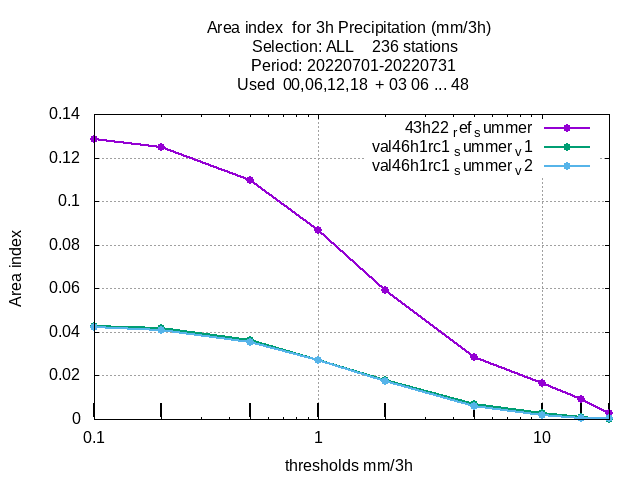 Area index  for 3h Precipitation (mm/3h)
Selection: ALL    236 stations
Period: 20220701-20220731
Used  00,06,12,18  + 03 06 ... 48
0.14
0.12
0.1
0.08
0.06
0.04
0.02
0
Area index
43h22 ref summer
val46h1rc1 summer v1
val46h1rc1 summer v2
0.1
1
10
thresholds mm/3h